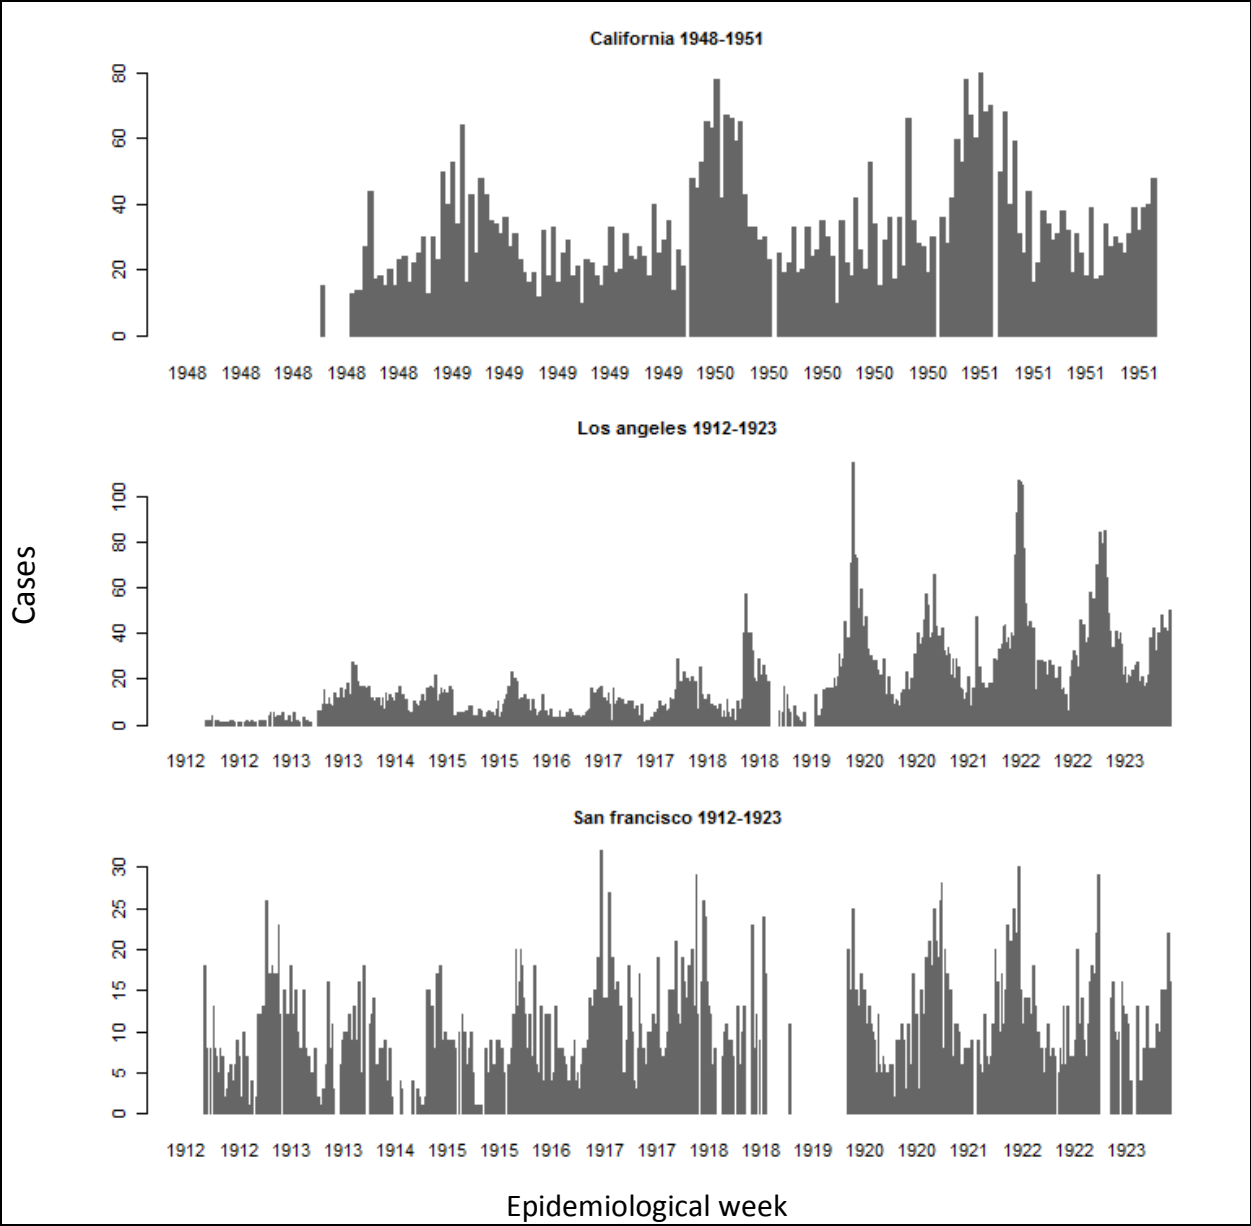 California 1948-1951
80
60
40
20
0
1948 1948 1948 1948 1948 1949 1949 1949 1949 1949 1950 1950 1950 1950 1950 1951 1951 1951 1951
Los angeles 1912-1923
100
80
60
40
20
0
1912 1912 1913 1913 1914 1915 1915 1916 1917 1917 1918 1918 1919 1920 1920 1921 1922 1922 1923
Cases
San francisco 1912-1923
30
25
20
15
10
5
0
1912 1912 1913 1913 1914 1915 1915 1916 1917 1917 1918 1918 1919 1920 1920 1921 1922 1922 1923
Epidemiological week